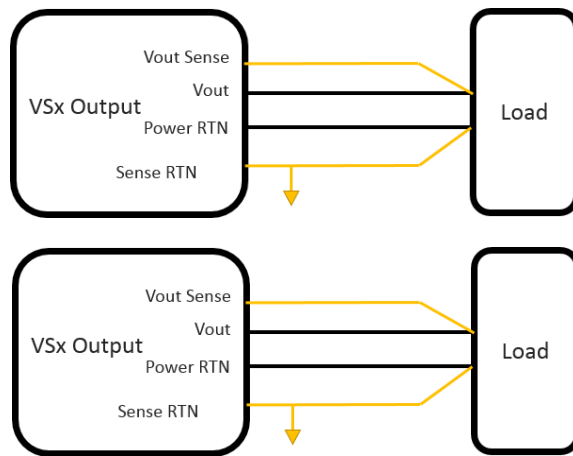 Vout Sense
Vout
VSx Output
Power RTN
Load
Sense RTN
Vout Sense
Vout
VSx Output
Load
Power RTN
Sense RTN